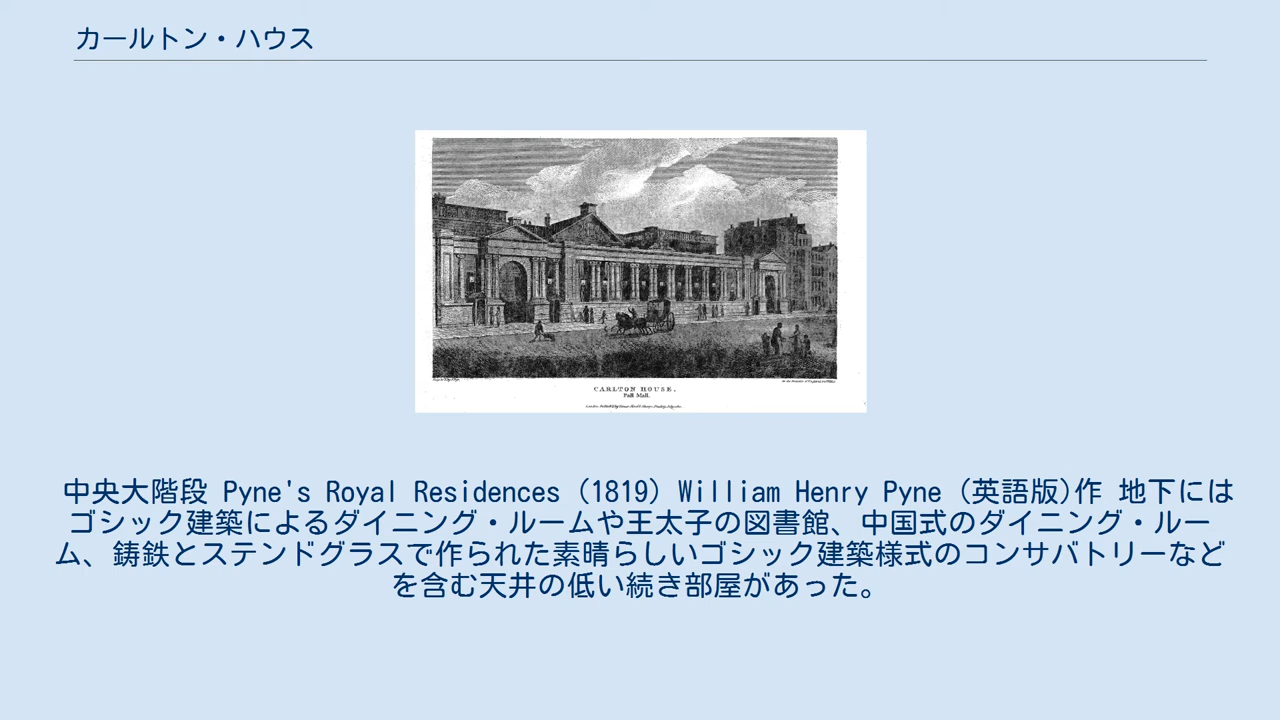 カールトン・ハウス
CARLTON HOUSE.
Pall Mall.
中央大階段 Pyne's Royal Residences (1819) William Henry Pyne (英語版)作 地下には
ゴシック建築によるダイニング・ルームや王太子の図書館、中国式のダイニング・ルー
ム、鋳鉄とステンドグラスで作られた素晴らしいゴシック建築様式のコンサバトリーなど
を含む天井の低い続き部屋があった。